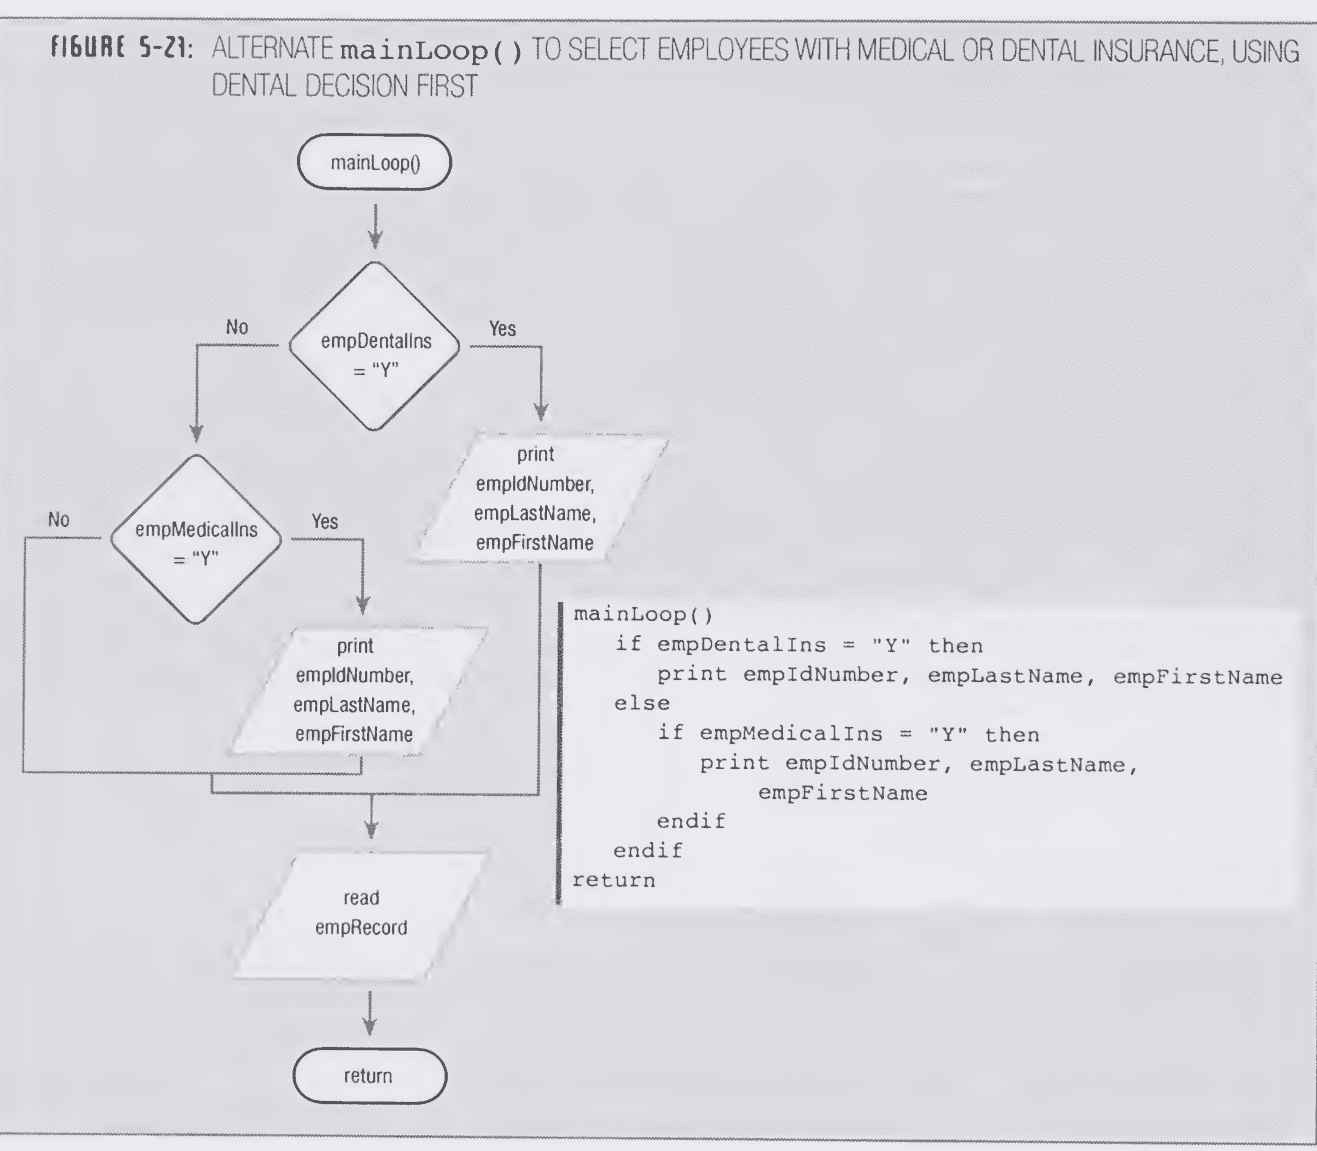 FIGURE 5-21: ALTERNATE mainLoop() TO SELECT EMPLOYEES WITH MEDICAL OR DENTAL INSURANCE, USING
DENTAL DECISION FIRST
mainLoop()
No
empDentalIns
= “Y”
Yes
print
empIdNumber,
empLastName,
empFirstName
No
empMedicalIns
= “Y”
Yes
print
empIdNumber,
empLastName,
empFirstName
read
empRecord
return
mainLoop()
if empDentalIns = "Y" then
print empIdNumber, empLastName, empFirstName
else
if empMedicalIns = "Y" then
print empIdNumber, empLastName,
empFirstName
endif
endif
return